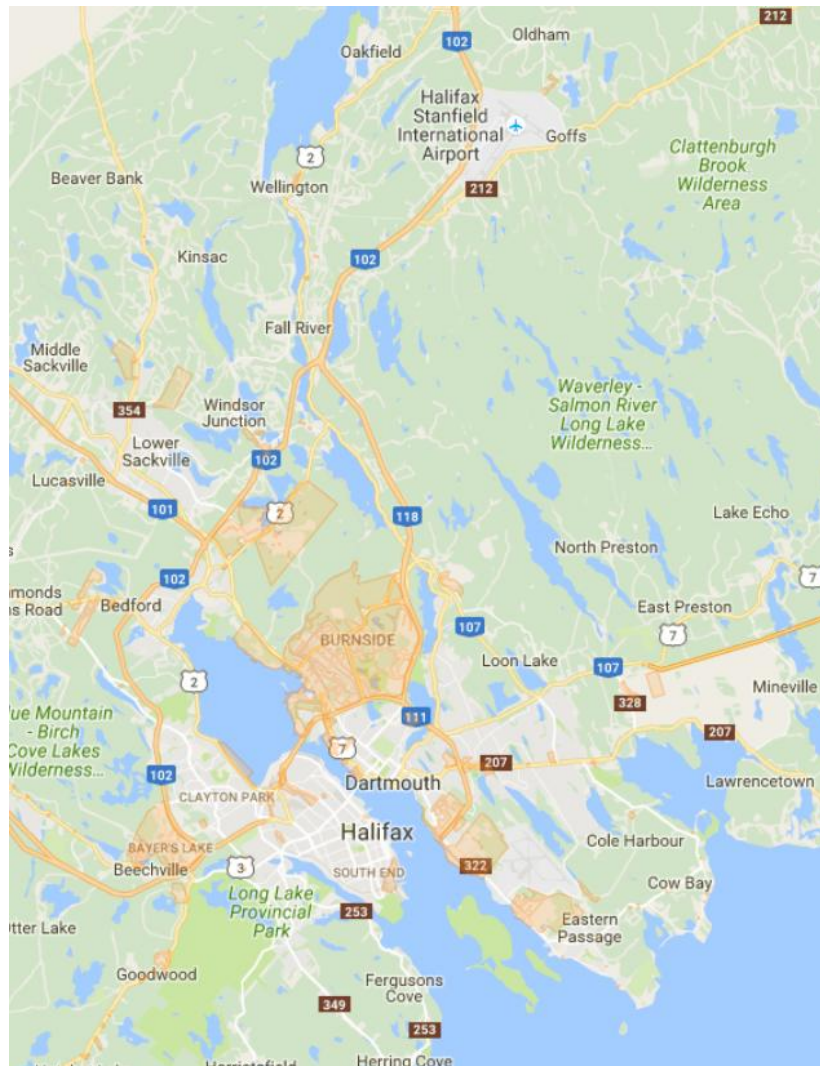 212
102
Oldham
Oakfield
Halifax
Stanfield
International
Airport
Goffs
2
Clattenburgh
Brook
Wilderness
Area
Beaver Bank
Wellington
212
Kinsac
102
Fall River
Middle
Sackville
354
Windsor
Junction
Waverley -
Salmon River
Long Lake
Wilderness...
Lower
Sackville
102
Lucasville
101
2
118
Lake Echo
North Preston
102
7
mmonds
ns Road
Bedford
East Preston
107
7
BURNSIDE
Loon Lake
107
2
Mineville
328
ue Mountain
- Birch
Cove Lakes
Wilderness...
111
207
7
207
102
Dartmouth
Lawrencetown
CLAYTON PARK
Halifax
Cole Harbour
BAYER'S LAKE
Beechville
3
SOUTH END
322
Cow Bay
Long Lake
Provincial
Park
253
Eastern
Passage
tter Lake
Goodwood
Fergusons
Cove
349
253
Herring Cove